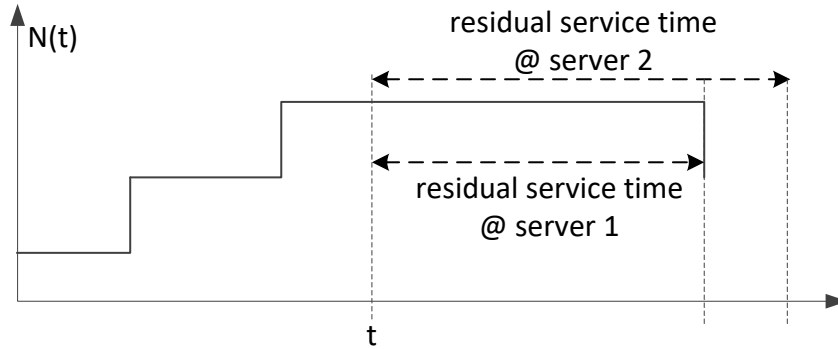 residual service time
@ server 2
N(t)
residual service time
@ server 1
t